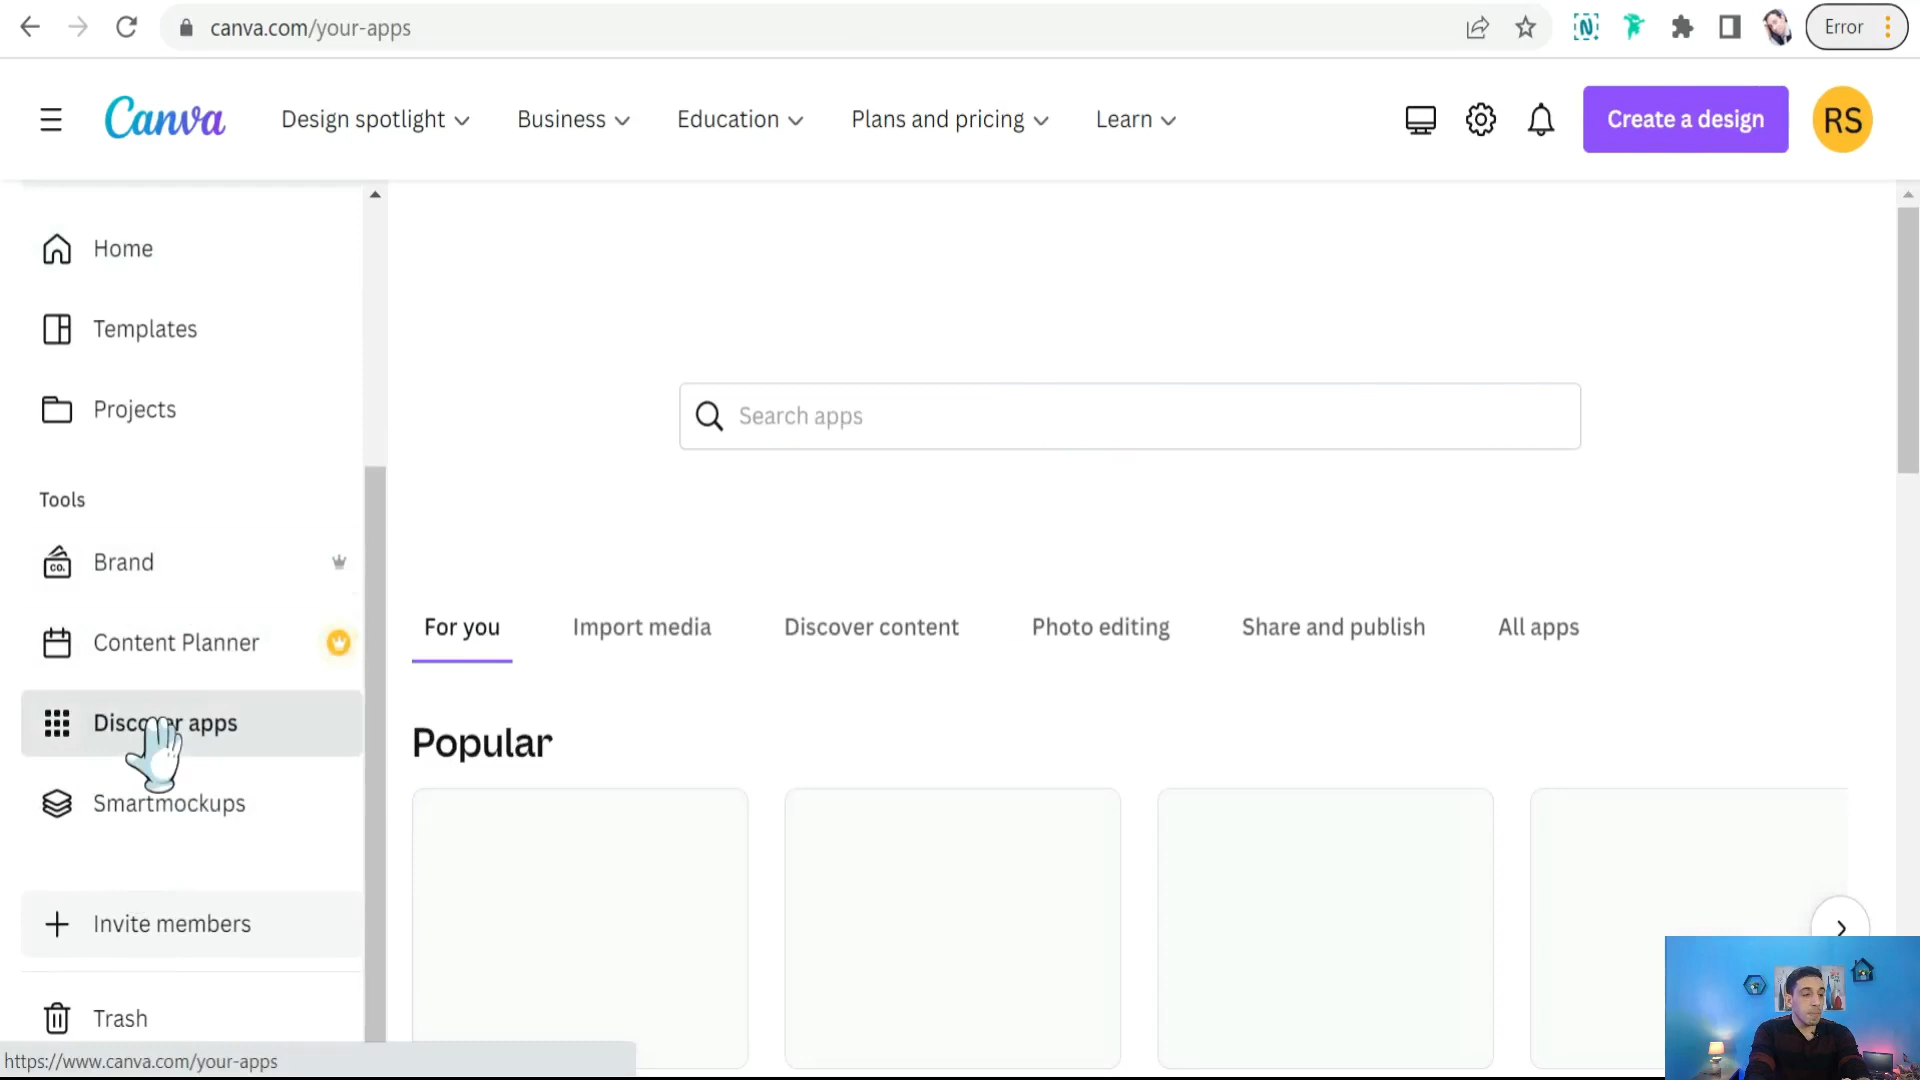 canva.com/your-apps
Error
Canva
Design spotlight
Business
Education
Plans and pricing
Learn
Create a design
RS
Home
Templates
Projects
Tools
CO.
Brand
Content Planner
Discover apps
Smartmockups
Invite members
Trash
Search apps
For you
Import media
Discover content
Photo editing
Share and publish
All apps
Popular
https://www.canva.com/your-apps